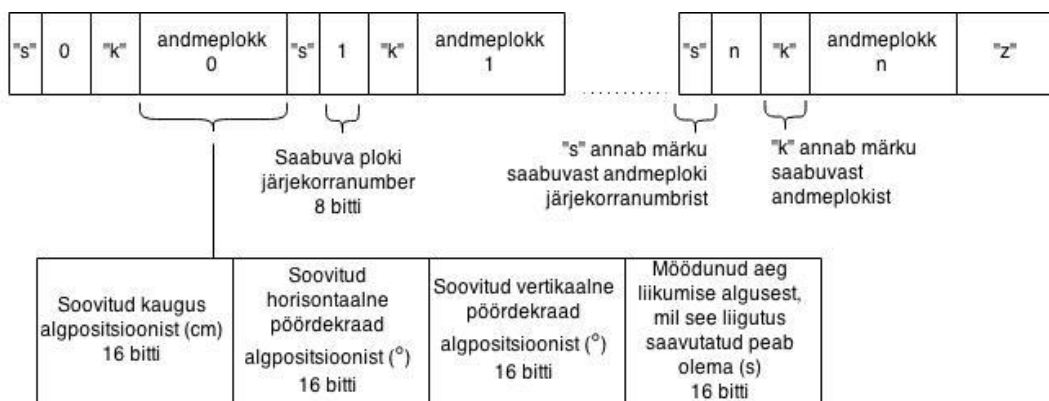 "s" 0 "k" andmeplokk 0 "s" 1 "k" andmeplokk 1 "s" n "k" andmeplokk n "z"
Saabuva ploki
järjekorranumber
8 bitti
"s" annab märku
saabuvast andmeploki
järjekorranumbrist
"k" annab märku
saabuvast
andmeplokist
Soovitud kaugus
algpositsioonist (cm)
16 bitti
Soovitud
horisontaalne
pöördekraad
algpositsioonist (°)
16 bitti
Soovitud vertikaalne
pöördekraad
algpositsioonist (°)
16 bitti
Möödunud aeg
liikumise algusest,
mil see liigutus
saavutatud peab
olema (s)
16 bitti